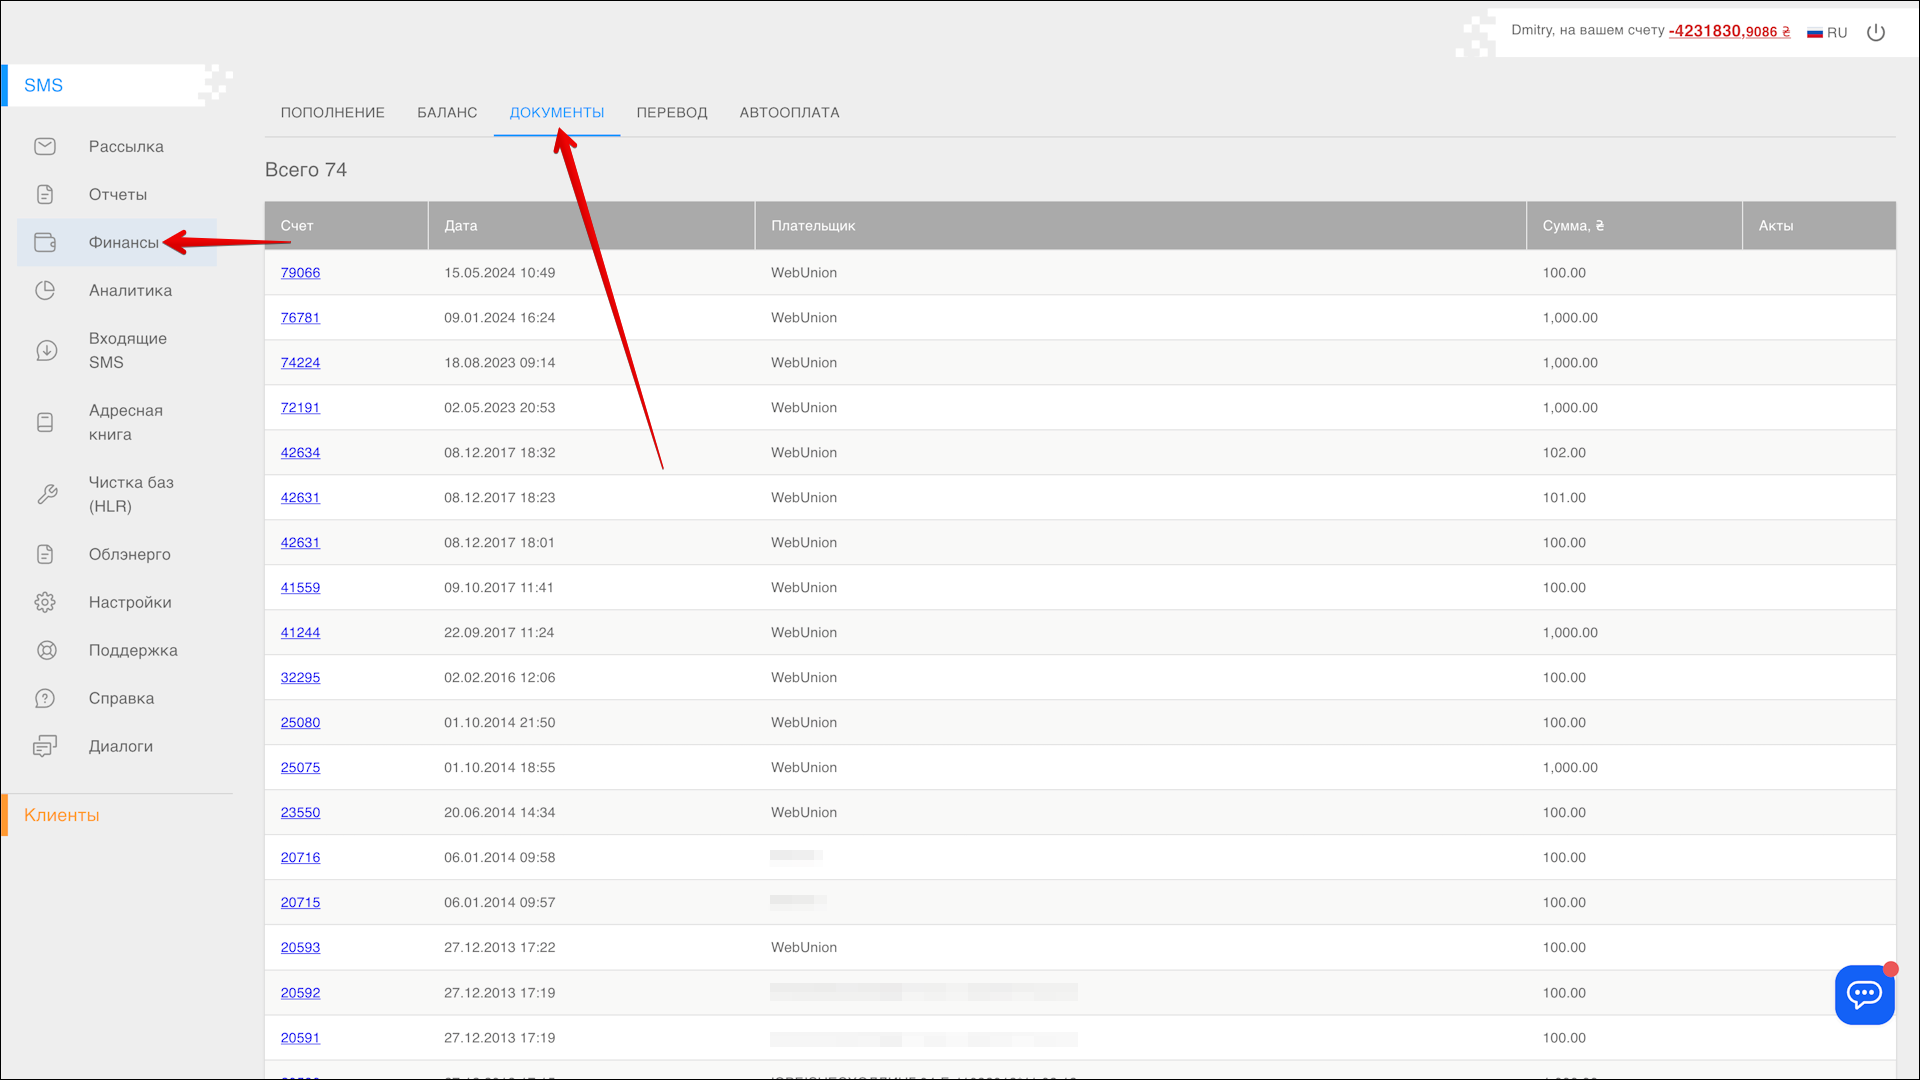 Dmitry, на вашем счету -4231830,9086 ₴ RU
SMS
Рассылка
Отчеты
Финансы
Аналитика
Входящие
SMS
Адресная
книга
Чистка баз
(HLR)
Облэнерго
Настройки
Поддержка
Справка
Диалоги
Клиенты
ПОПОЛНЕНИЕ БАЛАНС ДОКУМЕНТЫ ПЕРЕВОД АВТООПЛАТА
Всего 74
Счет Дата Плательщик Сумма, ₴ Акты
79066 15.05.2024 10:49 WebUnion 100.00
76781 09.01.2024 16:24 WebUnion 1,000.00
74224 18.08.2023 09:14 WebUnion 1,000.00
72191 02.05.2023 20:53 WebUnion 1,000.00
42634 08.12.2017 18:32 WebUnion 102.00
42631 08.12.2017 18:23 WebUnion 101.00
42631 08.12.2017 18:01 WebUnion 100.00
41559 09.10.2017 11:41 WebUnion 100.00
41244 22.09.2017 11:24 WebUnion 1,000.00
32295 02.02.2016 12:06 WebUnion 100.00
25080 01.10.2014 21:50 WebUnion 100.00
25075 01.10.2014 18:55 WebUnion 1,000.00
23550 20.06.2014 14:34 WebUnion 100.00
20716 06.01.2014 09:58 100.00
20715 06.01.2014 09:57 100.00
20593 27.12.2013 17:22 WebUnion 100.00
20592 27.12.2013 17:19 100.00
20591 27.12.2013 17:19 100.00